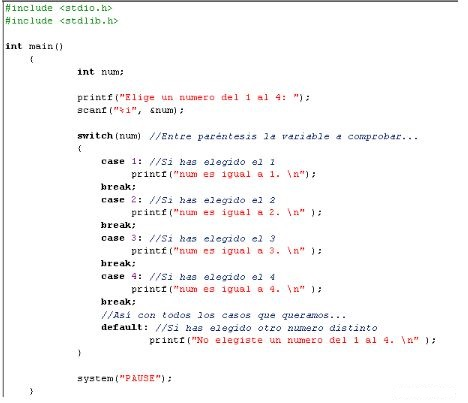 #include <stdio.h>
#include <stdlib.h>
int main()
{
int num;
printf("Elige un numero del 1 al 4: ");
scanf("%i", &num);
switch(num) //Entre paréntesis la variable a comprobar...
{
case 1: //Si has elegido el 1
printf("num es igual a 1. \n");
break;
case 2: //Si has elegido el 2
printf("num es igual a 2. \n" );
break;
case 3: //Si has elegido el 3
printf("num es igual a 3. \n" );
break;
case 4: //Si has elegido el 4
printf("num es igual a 4. \n" );
break;
//Así con todos los casos que queramos...
default: //Si has elegido otro numero distinto
printf("No elegiste un numero del 1 al 4. \n" );
}
system("PAUSE");
}